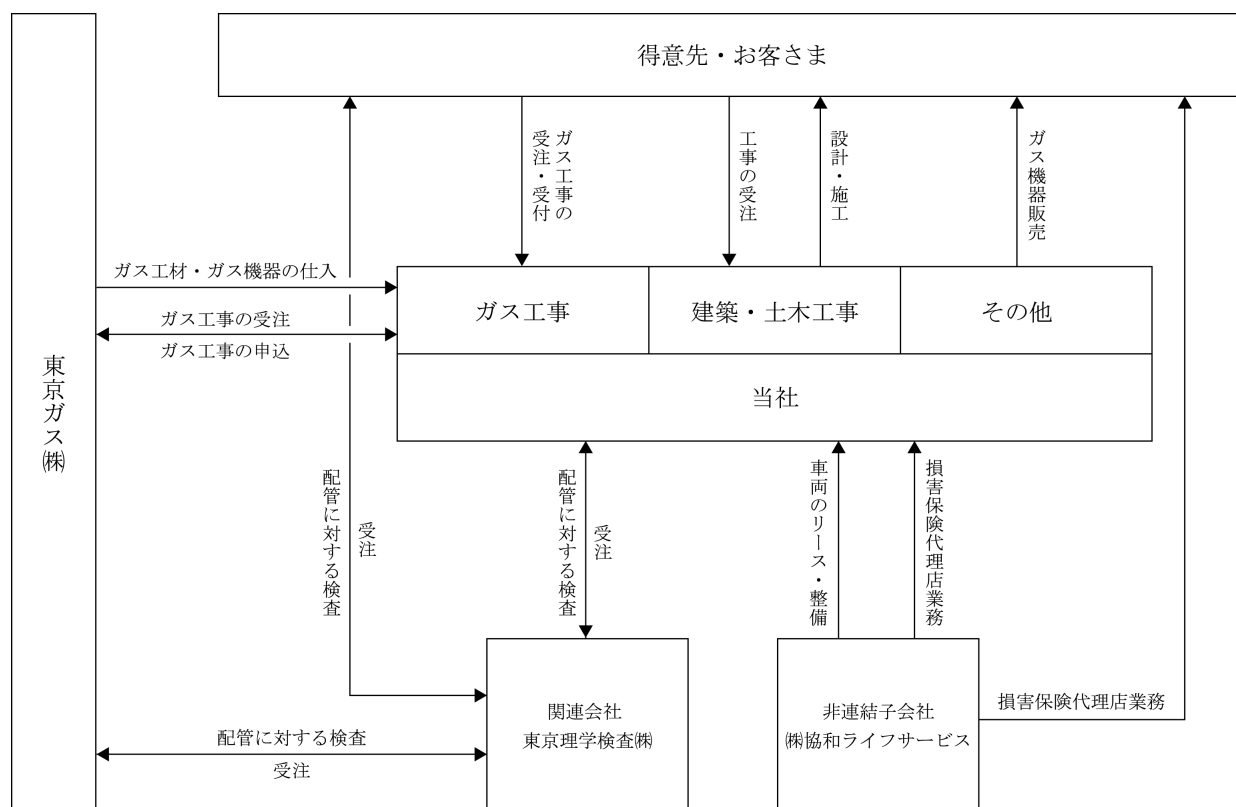 得意先・お客さま
ガス工事の
受注・受付
工事の受注
設計・施工
ガス機器販売
ガス工材・ガス機器の仕入
ガス工事の受注
ガス工事の申込
東京ガス㈱
ガス工事
建築・土木工事
その他
当社
受注
配管に対する検査
受注
配管に対する検査
車両のリース・整備
損害保険代理店業務
関連会社
東京理学検査㈱
非連結子会社
㈱協和ライフサービス
損害保険代理店業務
配管に対する検査
受注